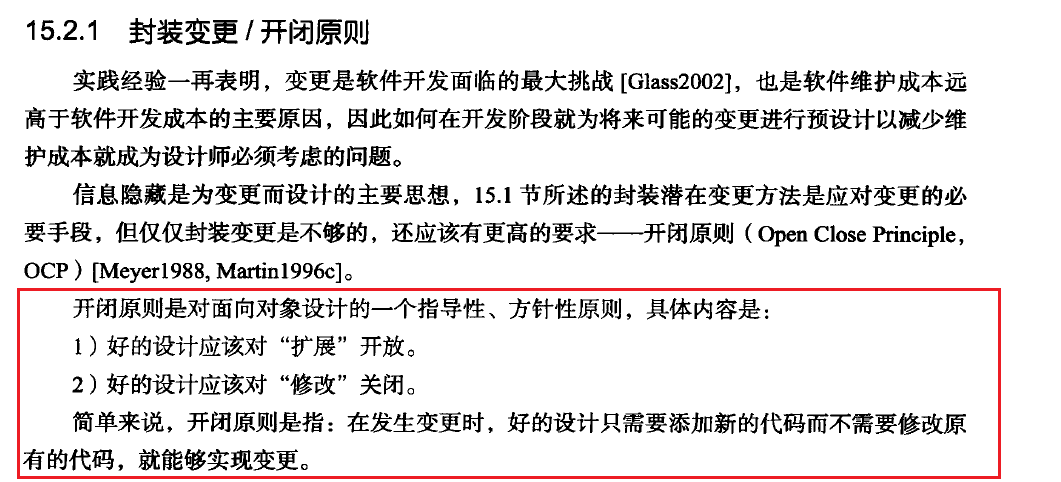 15.2.1 封装变更 / 开闭原则
实践经验一再表明，变更是软件开发面临的最大挑战 [Glass2002]，也是软件维护成本远
高于软件开发成本的主要原因，因此如何在开发阶段就为将来可能的变更进行预设计以减少维
护成本就成为设计师必须考虑的问题。
信息隐藏是为变更而设计的主要思想，15.1 节所述的封装潜在变更方法是应对变更的必
要手段，但仅仅封装变更是不够的，还应该有更高的要求——开闭原则（Open Close Principle，
OCP）[Meyer1988, Martin1996c]。
开闭原则是对面向对象设计的一个指导性、方针性原则，具体内容是：
1）好的设计应该对“扩展”开放。
2）好的设计应该对“修改”关闭。
简单来说，开闭原则是指：在发生变更时，好的设计只需要添加新的代码而不需要修改原
有的代码，就能够实现变更。